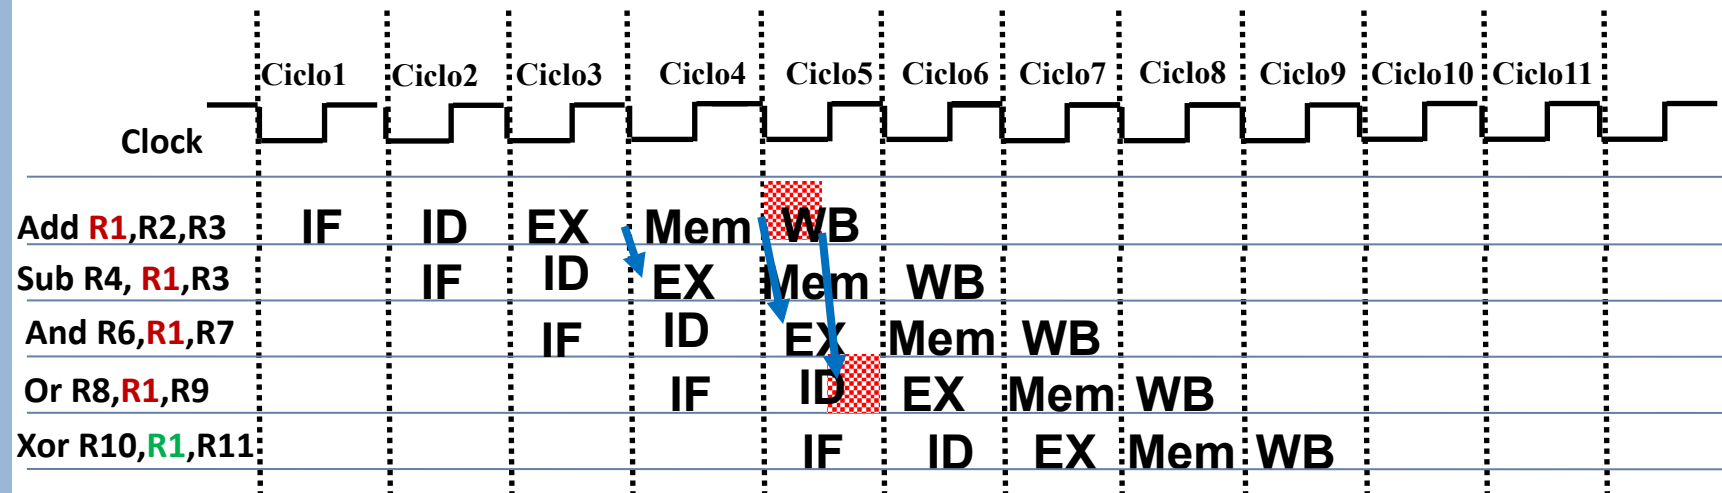 Ciclo1 Ciclo2 Ciclo3 Ciclo4 Ciclo5 Ciclo6 Ciclo7 Ciclo8 Ciclo9 Ciclo10 Ciclo11
Clock
Add R1,R2,R3 IF ID EX Mem WB
Sub R4, R1,R3 IF ID EX Mem WB
And R6,R1,R7 IF ID EX Mem WB
Or R8,R1,R9 IF ID EX Mem WB
Xor R10,R1,R11 IF ID EX Mem WB